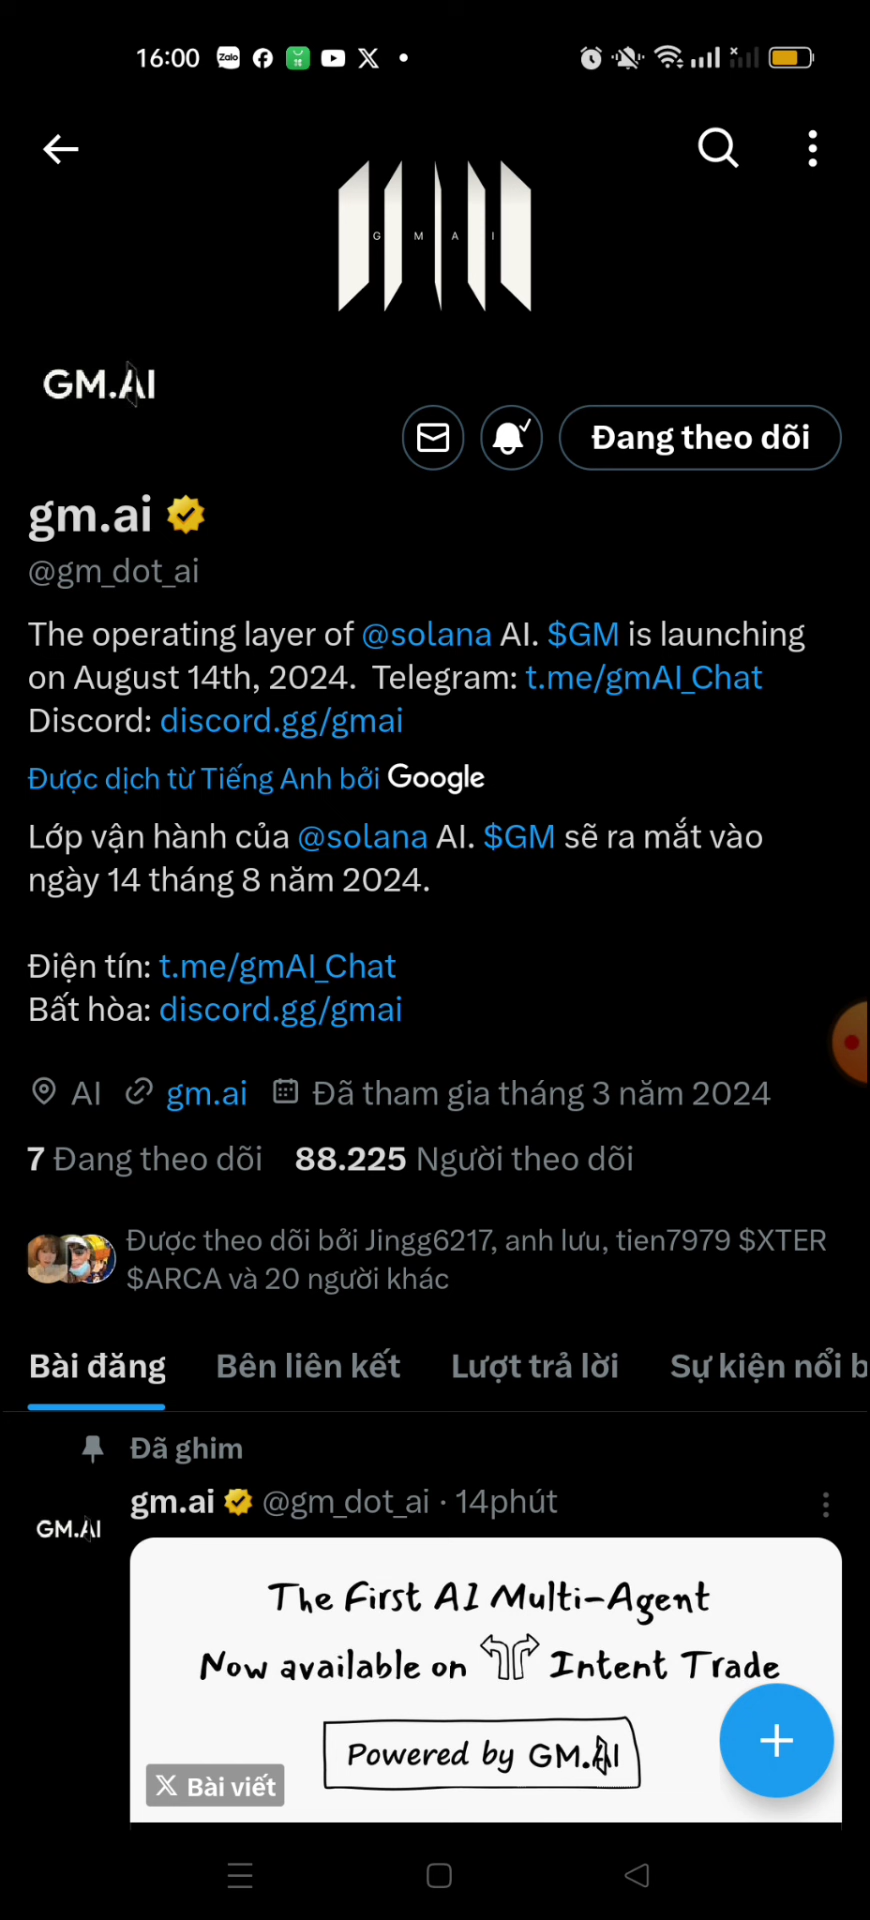 16:00
Zalo
G M A I
GM.AI
Đang theo dõi
gm.ai
@gm_dot_ai
The operating layer of @solana AI. $GM is launching
on August 14th, 2024. Telegram: t.me/gmAI_Chat
Discord: discord.gg/gmai
Được dịch từ Tiếng Anh bởi Google
Lớp vận hành của @solana AI. $GM sẽ ra mắt vào
ngày 14 tháng 8 năm 2024.
Điện tín: t.me/gmAI_Chat
Bất hòa: discord.gg/gmai
AI gm.ai Đã tham gia tháng 3 năm 2024
7 Đang theo dõi 88.225 Người theo dõi
Được theo dõi bởi Jingg6217, anh lưu, tien7979 $XTER
$ARCA và 20 người khác
Bài đăng Bên liên kết Lượt trả lời Sự kiện nổi b
Đã ghim
gm.ai @gm_dot_ai · 14phút
GM.AI
The First AI Multi-Agent
Now available on Intent Trade
Powered by GM.AI
X Bài viết